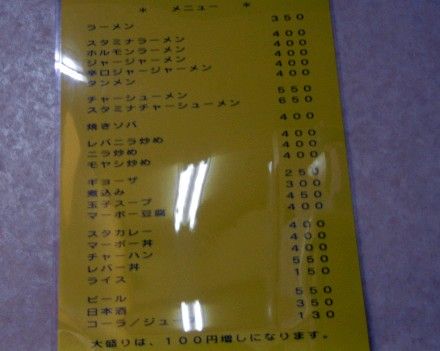 ＊ メニュー ＊
ラーメン 350
スタミナラーメン 400
ホルモンラーメン 400
ジャージャーメン 400
辛口ジャージャーメン 400
タンメン 400
チャーシューメン 550
スタミナチャーシューメン 650
焼きソバ 400
レバニラ炒め 400
ニラ炒め 400
モヤシ炒め 400
ギョーザ 250
煮込み 300
玉子スープ 450
マーボー豆腐 400
スタカレー 400
マーボー丼 400
チャーハン 400
レバー丼 550
ライス 150
ビール 550
日本酒 350
コーラ／ジュース 130
大盛りは、１００円増しになります。